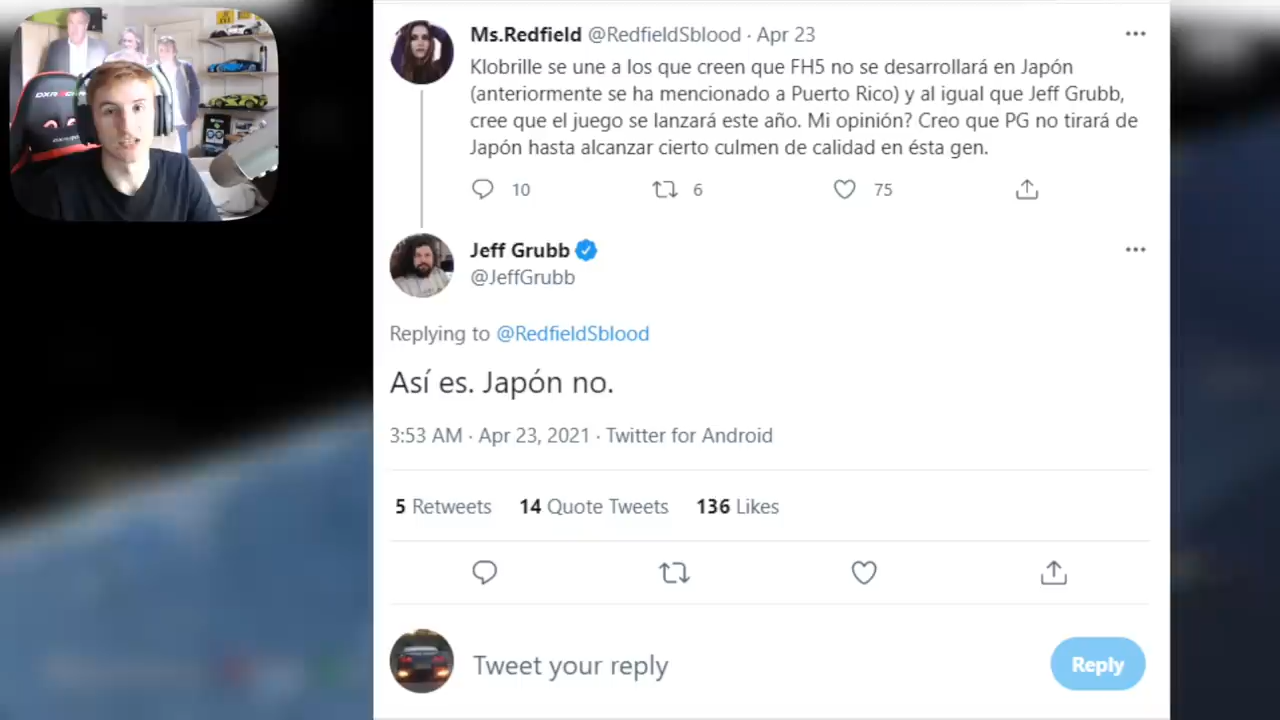 Ms.Redfield @RedfieldSblood · Apr 23
Klobrille se une a los que creen que FH5 no se desarrollará en Japón
(anteriormente se ha mencionado a Puerto Rico) y al igual que Jeff Grubb,
cree que el juego se lanzará este año. Mi opinión? Creo que PG no tirará de
Japón hasta alcanzar cierto culmen de calidad en ésta gen.
10 6 75
Jeff Grubb
@JeffGrubb
Replying to @RedfieldSblood
Así es. Japón no.
3:53 AM · Apr 23, 2021 · Twitter for Android
5 Retweets 14 Quote Tweets 136 Likes
Tweet your reply
Reply